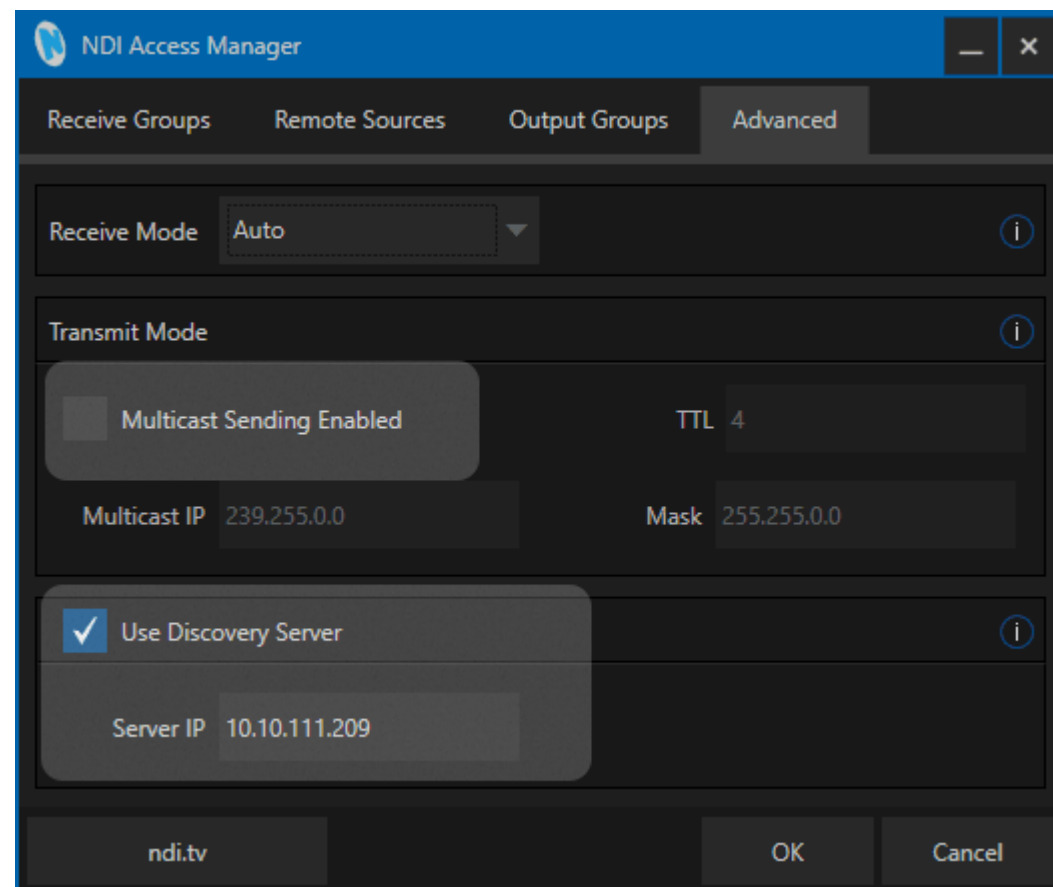 NDI Access Manager
Receive Groups Remote Sources Output Groups Advanced
Receive Mode Auto
Transmit Mode
Multicast Sending Enabled TTL 4
Multicast IP 239.255.0.0 Mask 255.255.0.0
Use Discovery Server
Server IP 10.10.111.209
ndi.tv OK Cancel